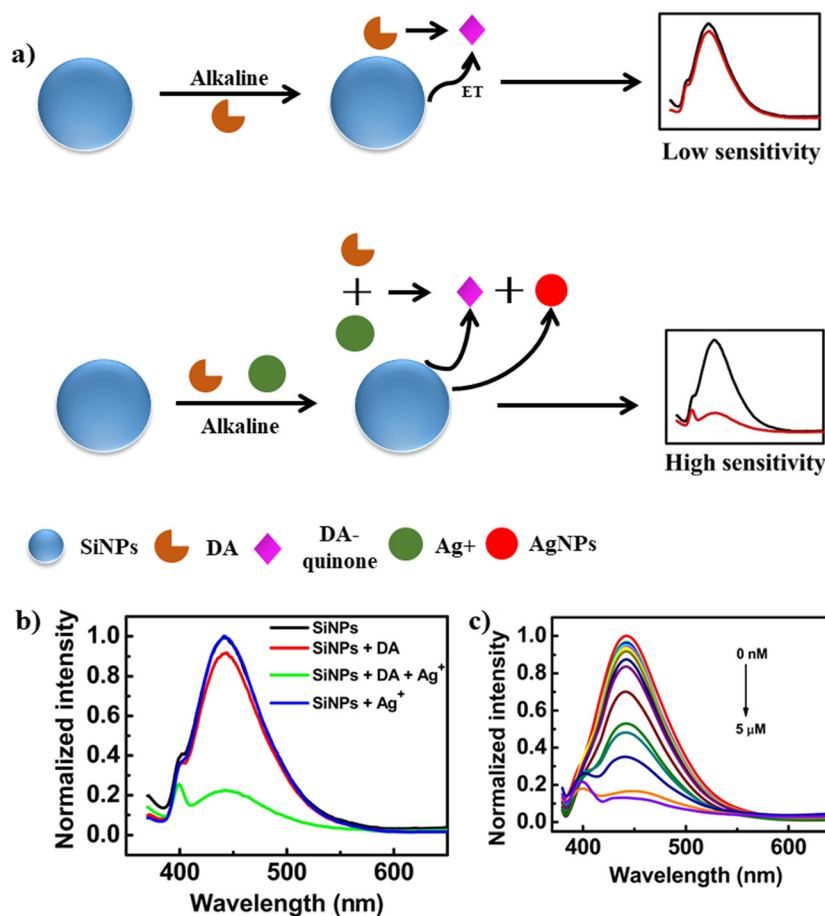 a)
Alkaline
ET
Low sensitivity
+
+
Alkaline
High sensitivity
SiNPs
DA
DA-
quinone
Ag+
AgNPs
b)
Normalized intensity
1.0
0.8
0.6
0.4
0.2
0.0
SiNPs
SiNPs + DA
SiNPs + DA + Ag⁺
SiNPs + Ag⁺
400
500
600
Wavelength (nm)
c)
Normalized intensity
1.0
0.8
0.6
0.4
0.2
0.0
0 nM
5 μM
400
500
600
Wavelength (nm)